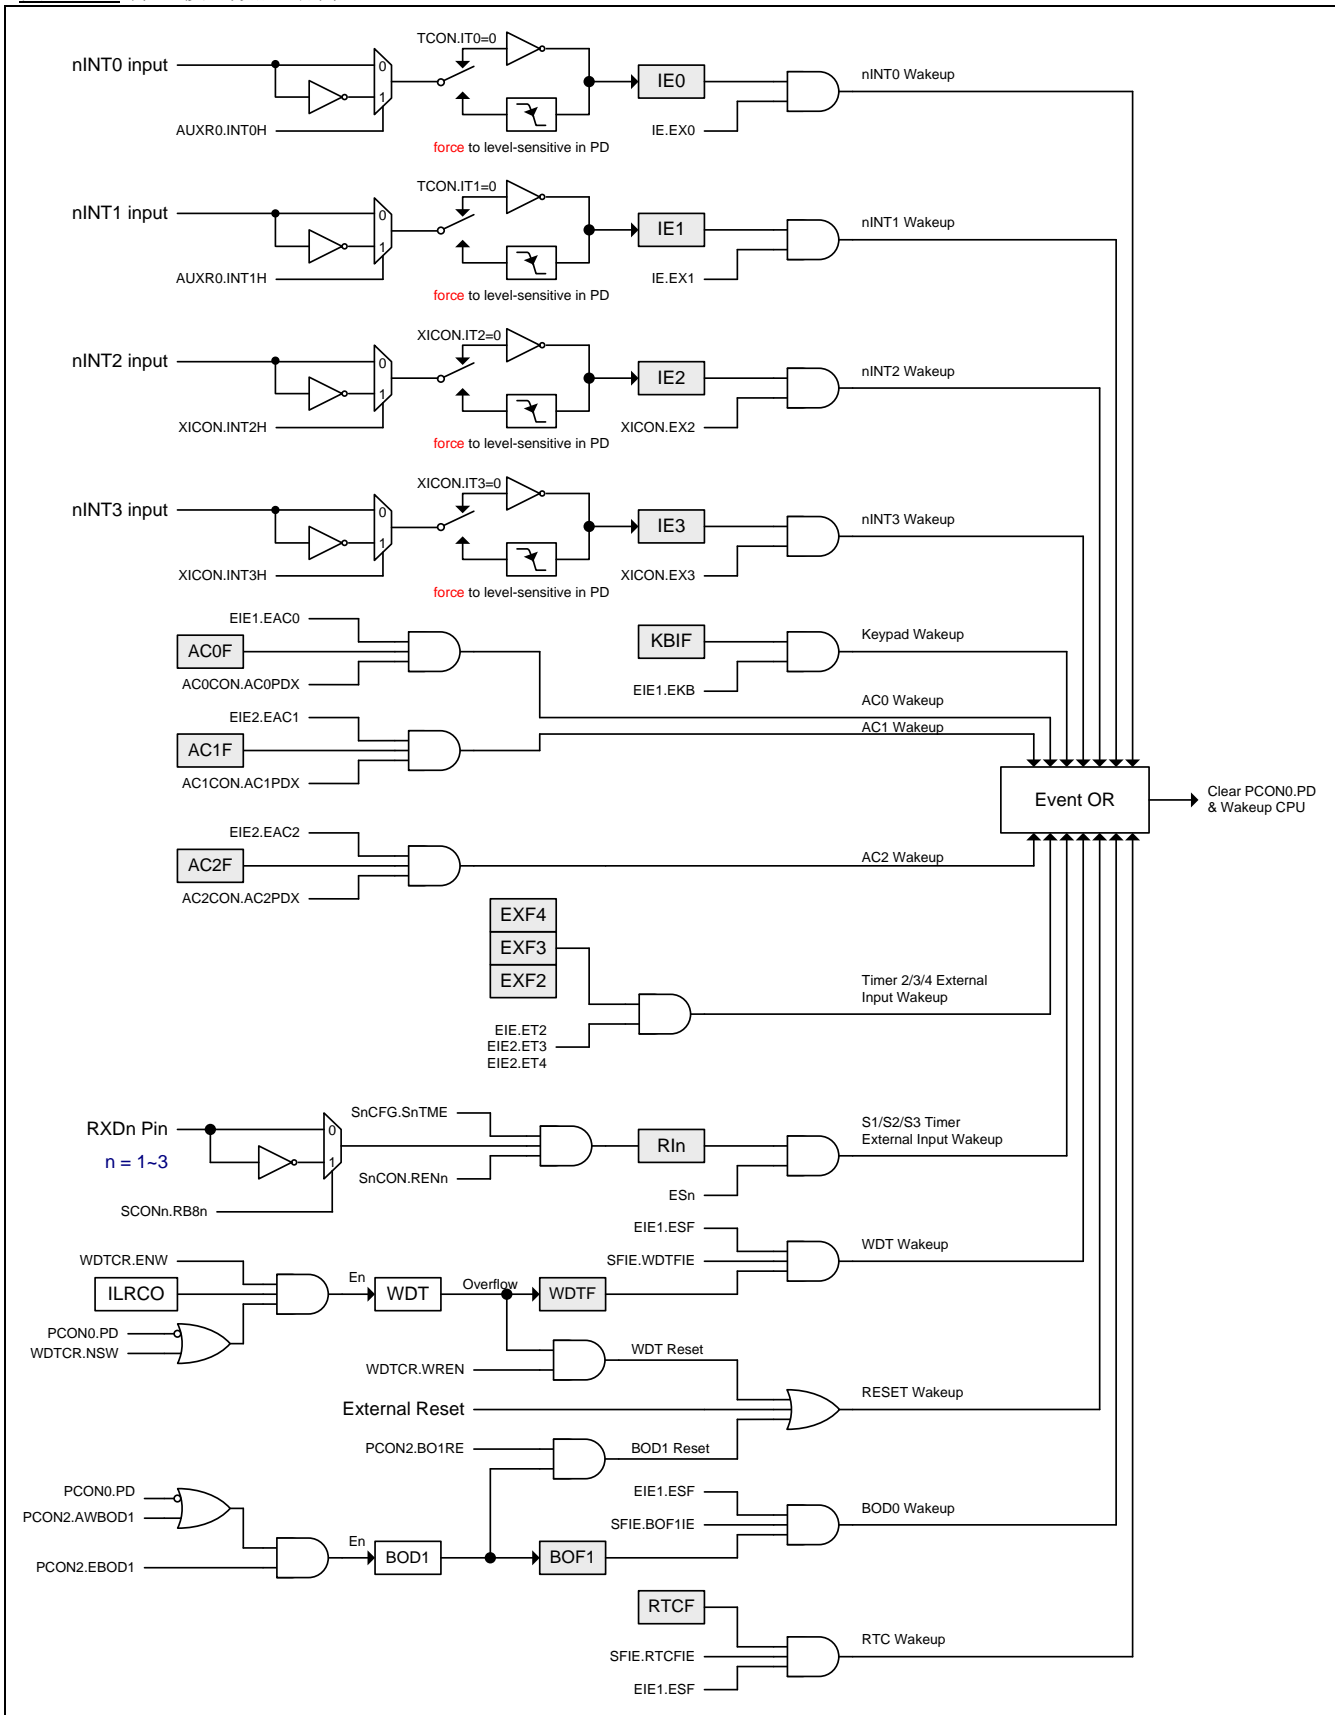 TCON.IT0=0
nINT0 input
0
1
IE0
nINT0 Wakeup
AUXR0.INT0H
IE.EX0
force to level-sensitive in PD
TCON.IT1=0
nINT1 input
0
1
IE1
nINT1 Wakeup
AUXR0.INT1H
IE.EX1
force to level-sensitive in PD
XICON.IT2=0
nINT2 input
0
1
IE2
nINT2 Wakeup
XICON.INT2H
XICON.EX2
force to level-sensitive in PD
XICON.IT3=0
nINT3 input
0
1
IE3
nINT3 Wakeup
XICON.INT3H
XICON.EX3
force to level-sensitive in PD
EIE1.EAC0
AC0F
AC0CON.AC0PDX
KBIF
EIE1.EKB
Keypad Wakeup
AC0 Wakeup
EIE2.EAC1
AC1F
AC1CON.AC1PDX
AC1 Wakeup
Event OR
Clear PCON0.PD
& Wakeup CPU
EIE2.EAC2
AC2F
AC2CON.AC2PDX
AC2 Wakeup
EXF4
EXF3
EXF2
EIE.ET2
EIE2.ET3
EIE2.ET4
Timer 2/3/4 External
Input Wakeup
RXDn Pin
n = 1~3
0
1
SCONn.RB8n
SnCFG.SnTME
SnCON.RENn
RIn
ESn
S1/S2/S3 Timer
External Input Wakeup
EIE1.ESF
SFIE.WDTFIE
WDT Wakeup
WDTCR.ENW
ILRCO
PCON0.PD
WDTCR.NSW
En
WDT
Overflow
WDTF
WDTCR.WREN
WDT Reset
External Reset
RESET Wakeup
PCON2.BO1RE
BOD1 Reset
PCON0.PD
PCON2.AWBOD1
PCON2.EBOD1
En
BOD1
BOF1
EIE1.ESF
SFIE.BOF1IE
BOD0 Wakeup
RTCF
SFIE.RTCFIE
EIE1.ESF
RTC Wakeup